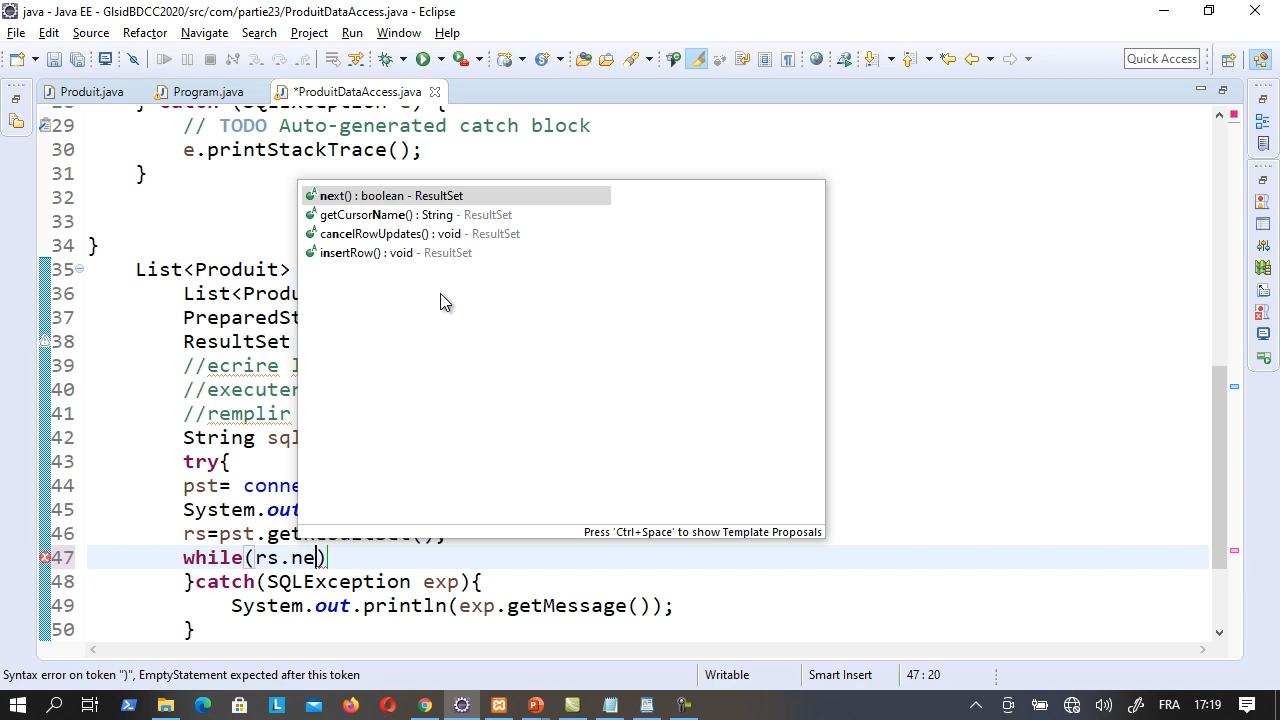 java - Java EE - GlsidBDCC2020/src/com/partie23/ProduitDataAccess.java - Eclipse
File Edit Source Refactor Navigate Search Project Run Window Help
Quick Access
Produit.java Program.java *ProduitDataAccess.java
29 // TODO Auto-generated catch block
30 e.printStackTrace();
31 }
32
33
34 }
35 List<Produit>
36 List<Produ
37 PreparedSt
38 ResultSet
39 //ecrire
40 //executer
41 //remplir
42 String sql
43 try{
44 pst= conne
45 System.out
46 rs=pst.getResultSet();
47 while(rs.ne)
48 }catch(SQLException exp){
49 System.out.println(exp.getMessage());
50 }
next() : boolean - ResultSet
getCursorName() : String - ResultSet
cancelRowUpdates() : void - ResultSet
insertRow() : void - ResultSet
Press 'Ctrl+Space' to show Template Proposals
Syntax error on token ")", EmptyStatement expected after this token Writable Smart Insert 47 : 20
FRA 17:19